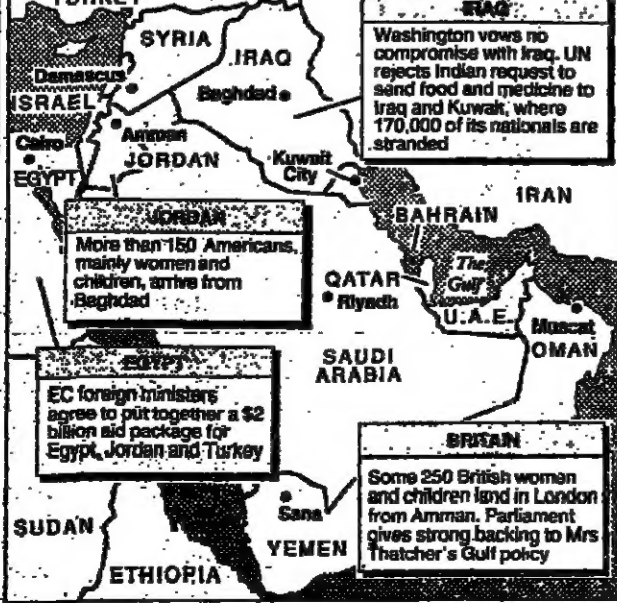 TURKEY
IRAQ
Washington vows no
compromise with Iraq. UN
rejects Indian request to
send food and medicine to
Iraq and Kuwait, where
170,000 of its nationals are
stranded
SYRIA
IRAQ
Damascus
Baghdad
ISRAEL
Amman
Cairo
JORDAN
Kuwait
City
EGYPT
IRAN
BAHRAIN
JORDAN
More than 150 Americans,
mainly women and
children, arrive from
Baghdad
QATAR
The
Gulf
Riyadh
U.A.E.
Muscat
OMAN
SAUDI
ARABIA
EGYPT
EC foreign ministers
agree to put together a $2
billion aid package for
Egypt, Jordan and Turkey
BRITAIN
Some 250 British women
and children land in London
from Amman. Parliament
gives strong backing to Mrs
Thatcher's Gulf policy
Sana
SUDAN
YEMEN
ETHIOPIA